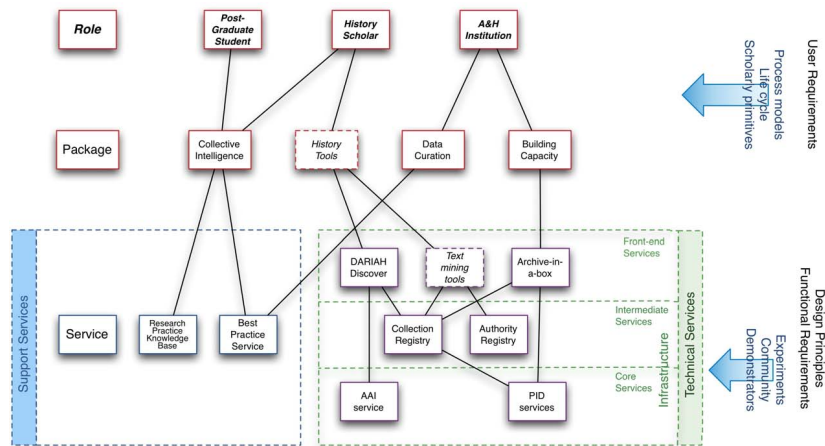 Role
Post-
Graduate
Student
History
Scholar
A&H
Institution
Process models
Life cycle
Scholarly primitives
User Requirements
Package
Collective
Intelligence
History
Tools
Data
Curation
Building
Capacity
Support Services
Service
Research
Practice
Knowledge
Base
Best
Practice
Service
DARIAH
Discover
Text
mining
tools
Archive-in-
a-box
Front-end
Services
Collection
Registry
Authority
Registry
Intermediate
Services
AAI
service
PID
services
Core
Services
Infrastructure
Technical Services
Experiments
Community
Demonstrators
Design Principles
Functional Requirements